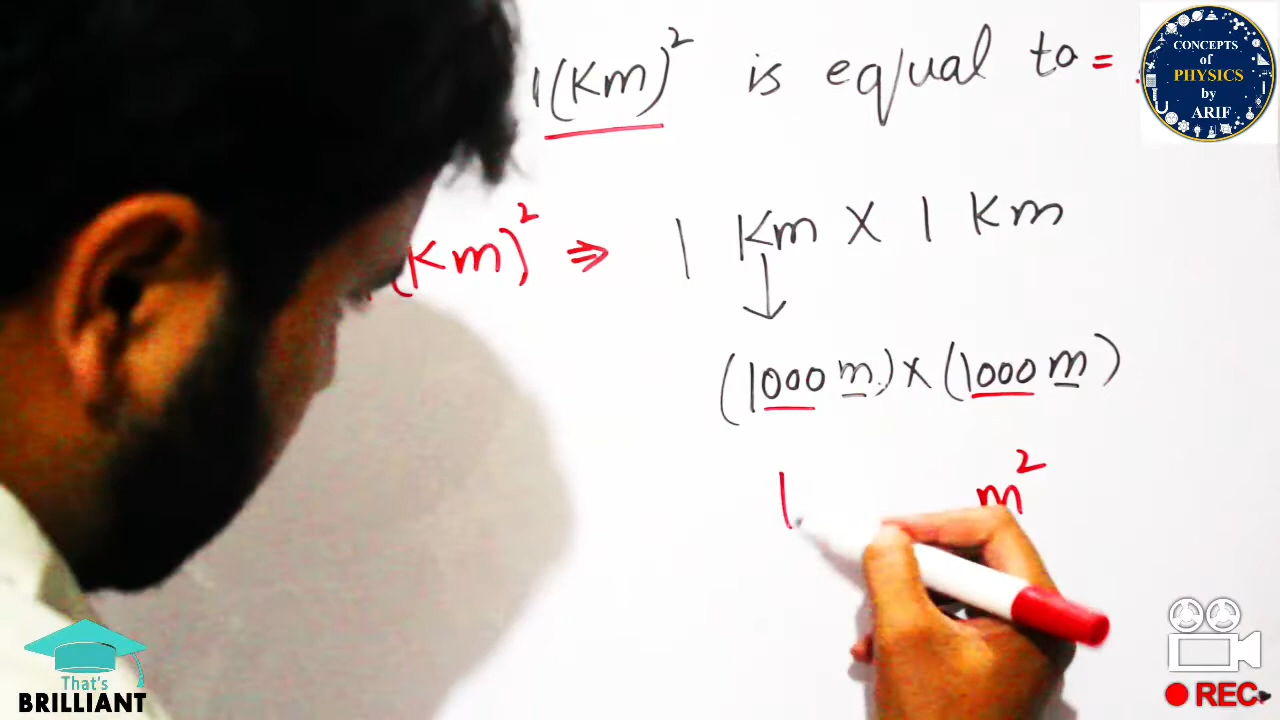 1(Km)² is equal to =
CONCEPTS
of
PHYSICS
by
ARIF
(Km)² ⇒ 1 Km X 1 Km
↓
(1000 m) X (1000 m)
1 m²
That's
BRILLIANT
REC